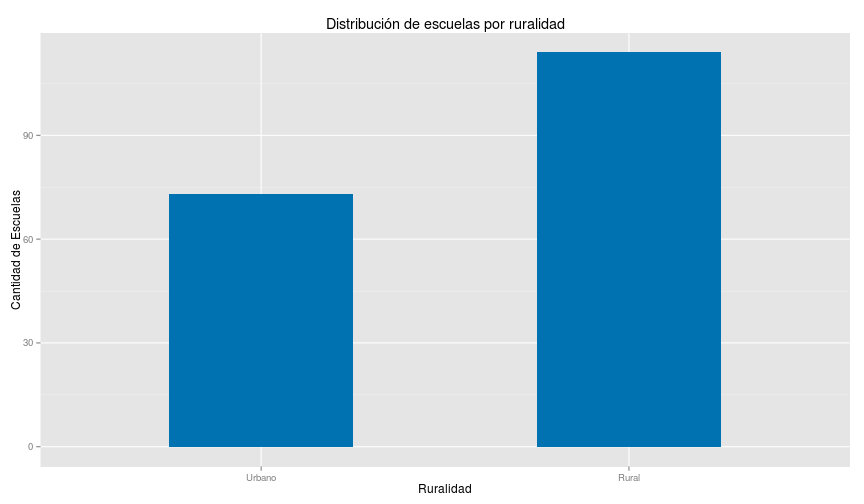 Distribución de escuelas por ruralidad
Cantidad de Escuelas
90
60
30
0
Urbano
Rural
Ruralidad